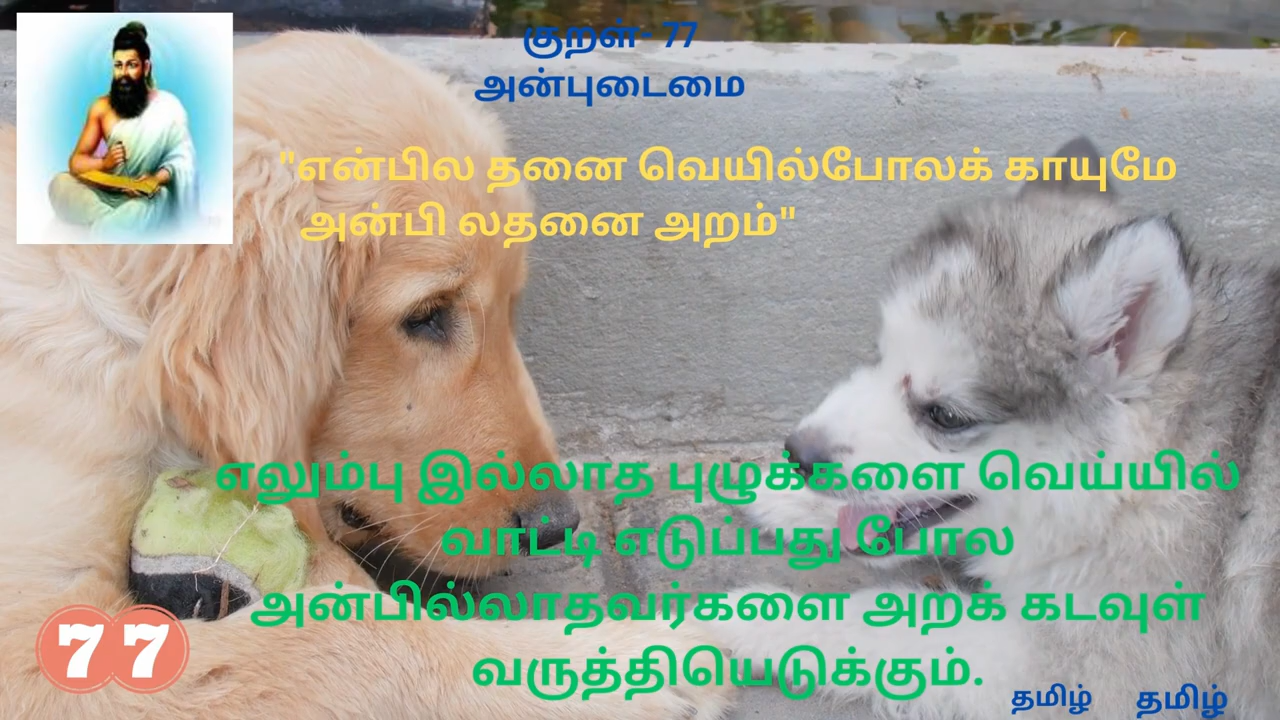 குறள்- 77
அன்புடைமை
"என்பில தனை வெயில்போலக் காயுமே
அன்பி லதனை அறம்"
எலும்பு இல்லாத புழுக்களை வெய்யில்
வாட்டி எடுப்பது போல
அன்பில்லாதவர்களை அறக் கடவுள்
வருத்தியெடுக்கும்.
77
தமிழ் தமிழ்